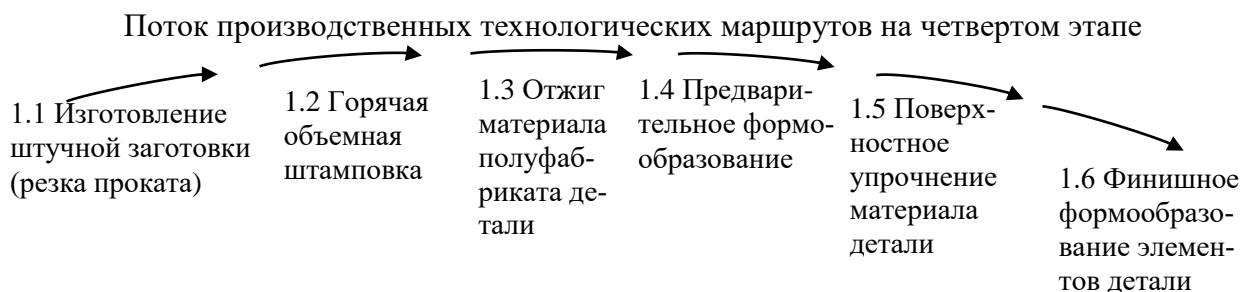 Поток производственных технологических маршрутов на четвертом этапе
1.1 Изготовление
штучной заготовки
(резка проката)
1.2 Горячая
объемная
штамповка
1.3 Отжиг
материала
полуфаб-
риката де-
тали
1.4 Предвари-
тельное формо-
образование
1.5 Поверх-
ностное
упрочнение
материала
детали
1.6 Финишное
формообразо-
вание элемен-
тов детали